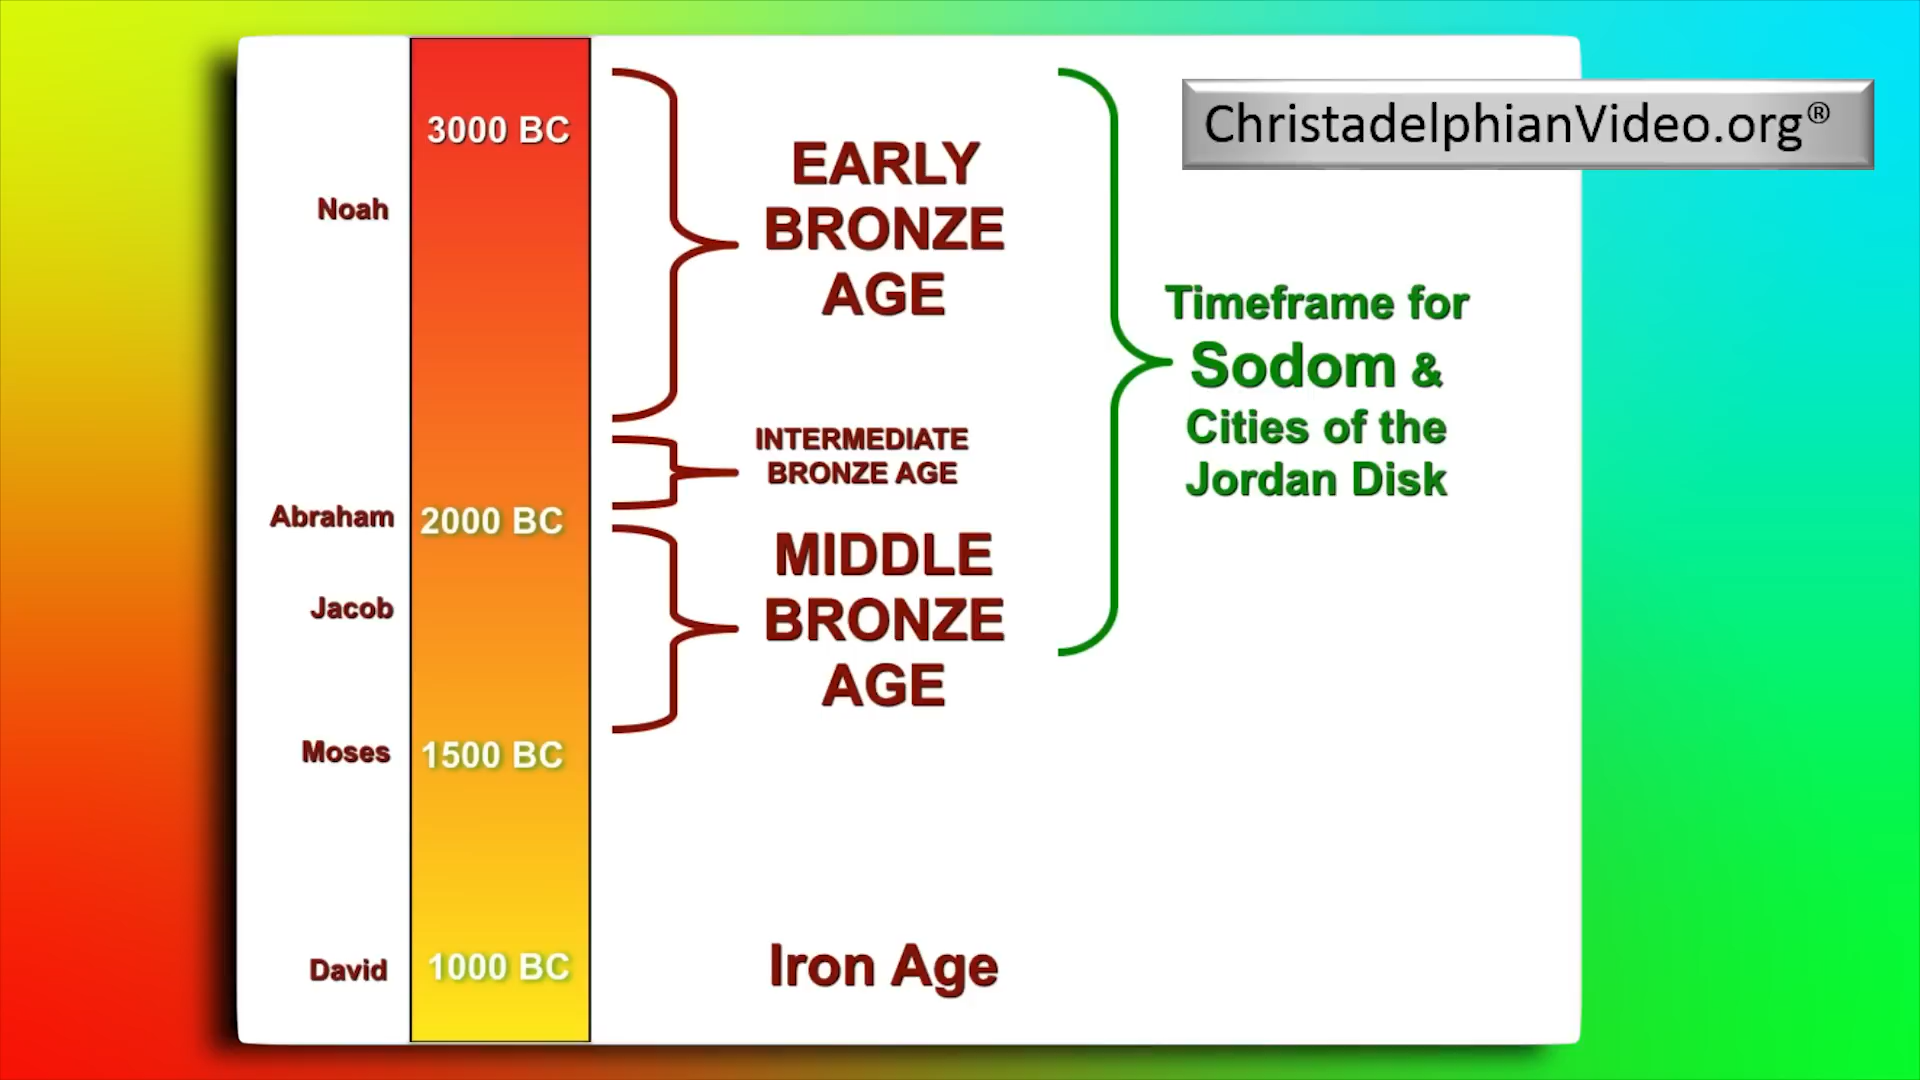 ChristadelphianVideo.org®
3000 BC
Noah
EARLY
BRONZE
AGE
Timeframe for
Sodom &
Cities of the
Jordan Disk
INTERMEDIATE
BRONZE AGE
Abraham
2000 BC
MIDDLE
BRONZE
AGE
Jacob
Moses
1500 BC
David
1000 BC
Iron Age